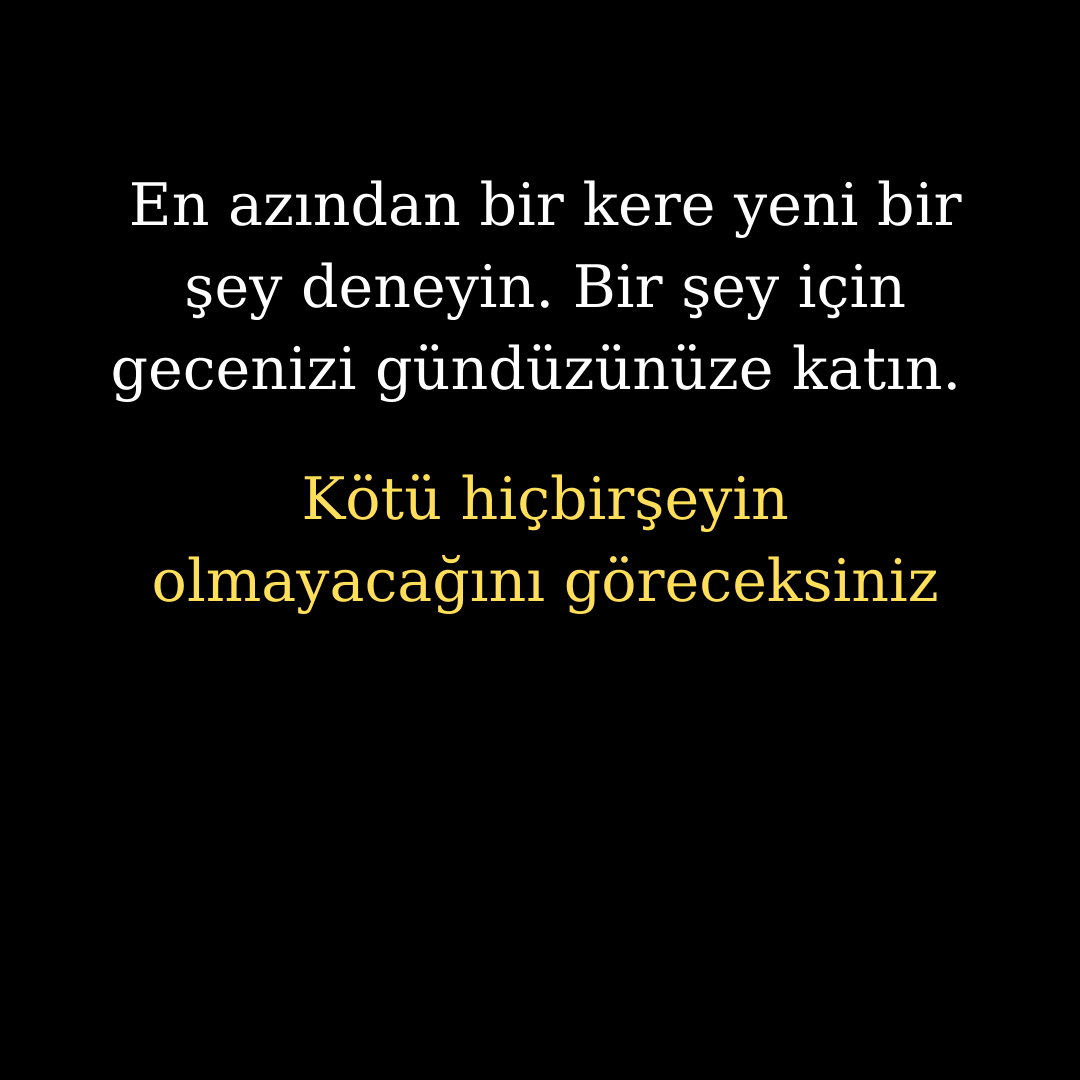 En azından bir kere yeni bir
şey deneyin. Bir şey için
gecenizi gündüzünüze katın.
Kötü hiçbirşeyin
olmayacağını göreceksiniz